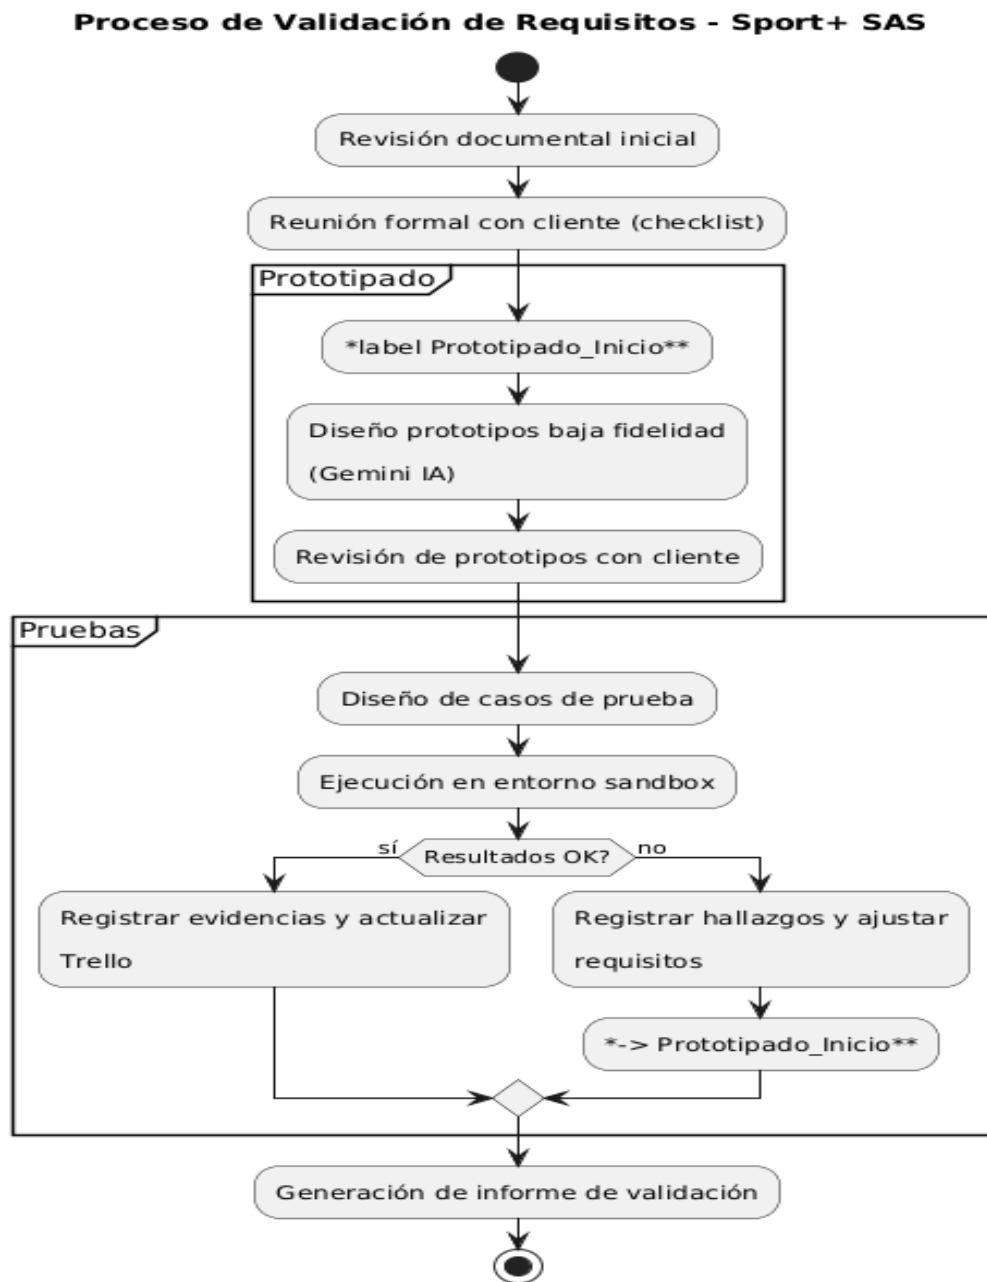 Proceso de Validación de Requisitos - Sport+ SAS
Revisión documental inicial
Reunión formal con cliente (checklist)
Prototipado
*label Prototipado_Inicio**
Diseño prototipos baja fidelidad
(Gemini IA)
Revisión de prototipos con cliente
Pruebas
Diseño de casos de prueba
Ejecución en entorno sandbox
sí
Resultados OK?
no
Registrar evidencias y actualizar
Trello
Registrar hallazgos y ajustar
requisitos
*-> Prototipado_Inicio**
Generación de informe de validación